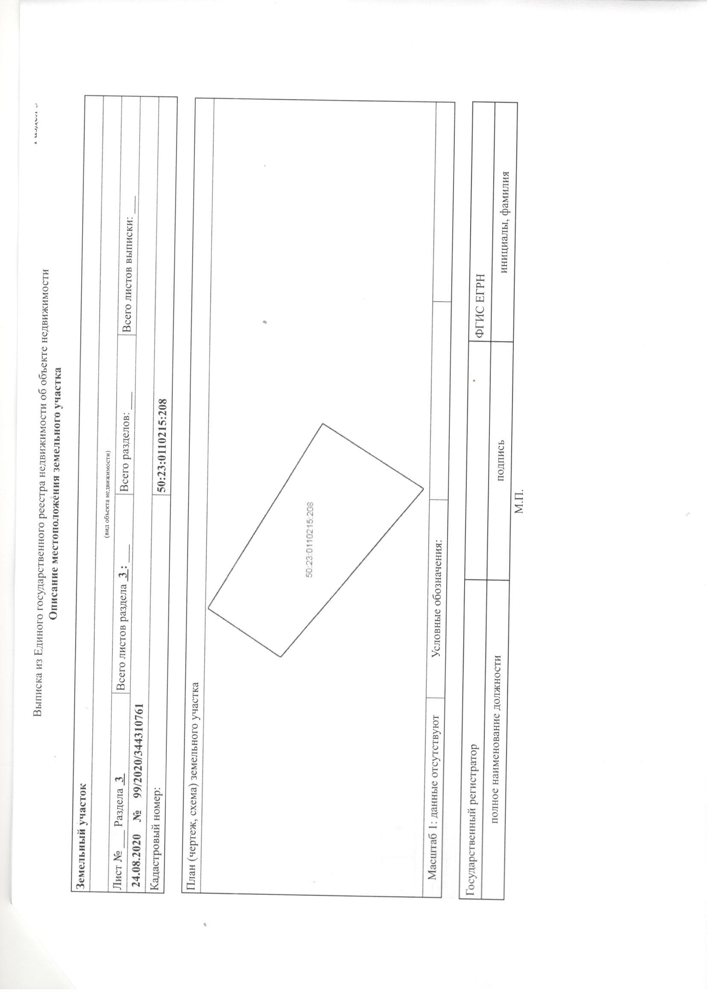 Выписка из Единого государственного реестра недвижимости об объекте недвижимости
Описание местоположения земельного участка
Земельный участок
(вид объекта недвижимости)
Лист № ___ Раздела 3 Всего листов раздела 3 : ___ Всего разделов: ___ Всего листов выписки: ___
24.08.2020 № 99/2020/344310761
Кадастровый номер: 50:23:0110215:208
План (чертеж, схема) земельного участка
50:23:0110215:208
Масштаб 1: данные отсутствуют Условные обозначения:
Государственный регистратор ФГИС ЕГРН
полное наименование должности подпись инициалы, фамилия
М.П.